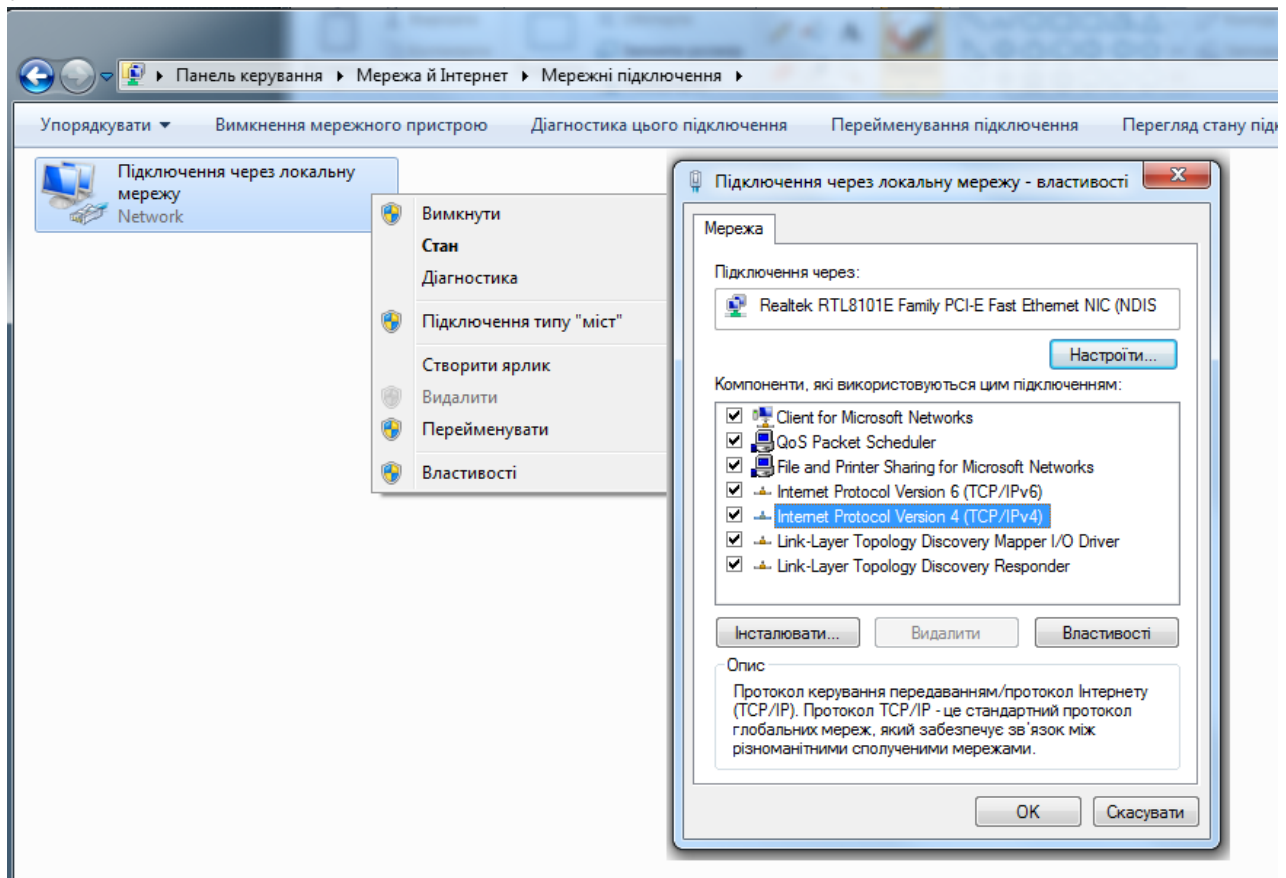 Панель керування ▸ Мережа й Інтернет ▸ Мережні підключення ▸
Упорядкувати ▼ Вимкнення мережного пристрою Діагностика цього підключення Перейменування підключення Перегляд стану
Підключення через локальну
мережу
Network
Вимкнути
Стан
Діагностика
Підключення типу "міст"
Створити ярлик
Видалити
Перейменувати
Властивості
Підключення через локальну мережу - властивості
Мережа
Підключення через:
Realtek RTL8101E Family PCI-E Fast Ethernet NIC (NDIS
Настроїти...
Компоненти, які використовуються цим підключенням:
Client for Microsoft Networks
QoS Packet Scheduler
File and Printer Sharing for Microsoft Networks
Internet Protocol Version 6 (TCP/IPv6)
Internet Protocol Version 4 (TCP/IPv4)
Link-Layer Topology Discovery Mapper I/O Driver
Link-Layer Topology Discovery Responder
Інсталювати... Видалити Властивості
Опис
Протокол керування передаванням/протокол Інтернету
(TCP/IP). Протокол TCP/IP - це стандартний протокол
глобальних мереж, який забезпечує зв'язок між
різноманітними сполученими мережами.
OK Скасувати